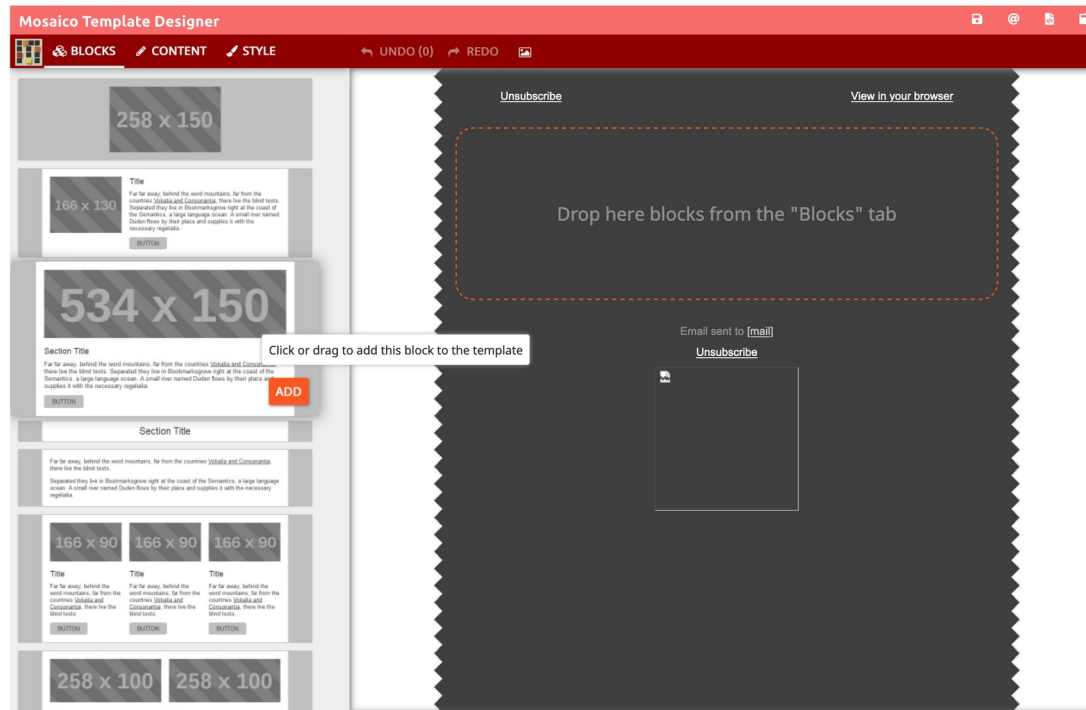 Mosaico Template Designer
@
BLOCKS CONTENT STYLE UNDO (0) REDO
258 x 150
166 x 130
Title
Far far away, behind the word mountains, far from the
countries Vokalia and Consonantia, there live the blind texts.
Separated they live in Bookmarksgrove right at the coast of
the Semantics, a large language ocean. A small river named
Duden flows by their place and supplies it with the
necessary regelialia.
BUTTON
534 x 150
Section Title
Far far away, behind the word mountains, far from the countries Vokalia and
there live the blind texts. Separated they live in Bookmarksgrove right at the coast of the
Semantics, a large language ocean. A small river named Duden flows by their place and
supplies it with the necessary regelialia.
BUTTON
Click or drag to add this block to the template
ADD
Section Title
Far far away, behind the word mountains, far from the countries Vokalia and Consonantia,
there live the blind texts.
Separated they live in Bookmarksgrove right at the coast of the Semantics, a large language
ocean. A small river named Duden flows by their place and supplies it with the necessary
regelialia.
166 x 90 166 x 90 166 x 90
Title Title Title
Far far away, behind the Far far away, behind the Far far away, behind the
word mountains, far from the word mountains, far from the word mountains, far from the
countries Vokalia and countries Vokalia and countries Vokalia and
Consonantia, there live the Consonantia, there live the Consonantia, there live the
blind texts. blind texts. blind texts.
BUTTON BUTTON BUTTON
258 x 100 258 x 100
Unsubscribe View in your browser
Drop here blocks from the "Blocks" tab
Email sent to [mail]
Unsubscribe